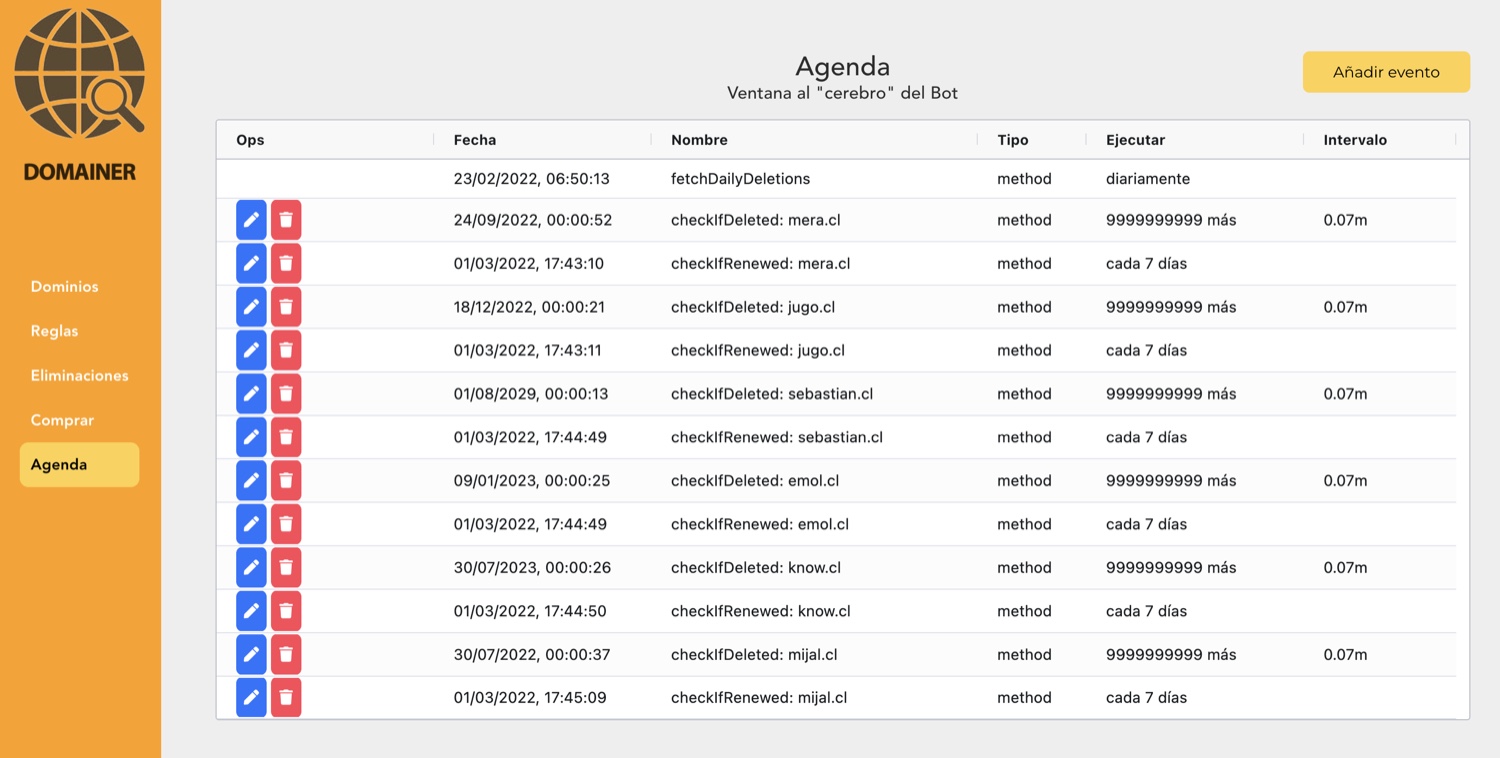 DOMAINER
Dominios
Reglas
Eliminaciones
Comprar
Agenda
Agenda
Ventana al "cerebro" del Bot
Añadir evento
Ops Fecha Nombre Tipo Ejecutar Intervalo
23/02/2022, 06:50:13 fetchDailyDeletions method diariamente
24/09/2022, 00:00:52 checkIfDeleted: mera.cl method 9999999999 más 0.07m
01/03/2022, 17:43:10 checkIfRenewed: mera.cl method cada 7 días
18/12/2022, 00:00:21 checkIfDeleted: jugo.cl method 9999999999 más 0.07m
01/03/2022, 17:43:11 checkIfRenewed: jugo.cl method cada 7 días
01/08/2029, 00:00:13 checkIfDeleted: sebastian.cl method 9999999999 más 0.07m
01/03/2022, 17:44:49 checkIfRenewed: sebastian.cl method cada 7 días
09/01/2023, 00:00:25 checkIfDeleted: emol.cl method 9999999999 más 0.07m
01/03/2022, 17:44:49 checkIfRenewed: emol.cl method cada 7 días
30/07/2023, 00:00:26 checkIfDeleted: know.cl method 9999999999 más 0.07m
01/03/2022, 17:44:50 checkIfRenewed: know.cl method cada 7 días
30/07/2022, 00:00:37 checkIfDeleted: mijal.cl method 9999999999 más 0.07m
01/03/2022, 17:45:09 checkIfRenewed: mijal.cl method cada 7 días